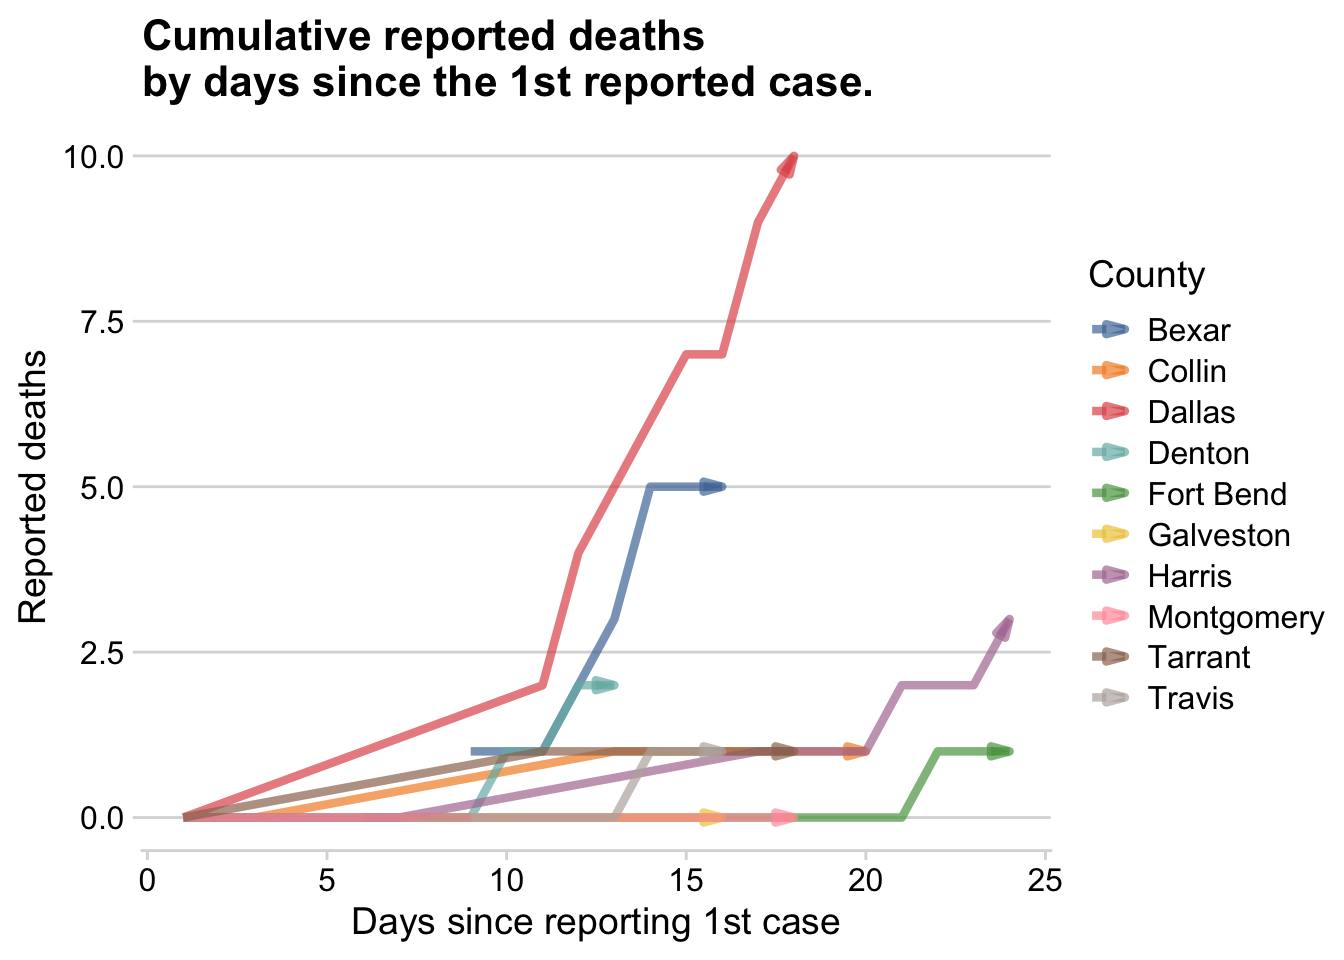 Cumulative reported deaths
by days since the 1st reported case.
Reported deaths
10.0
7.5
5.0
2.5
0.0
0 5 10 15 20 25
Days since reporting 1st case
County
Bexar
Collin
Dallas
Denton
Fort Bend
Galveston
Harris
Montgomery
Tarrant
Travis